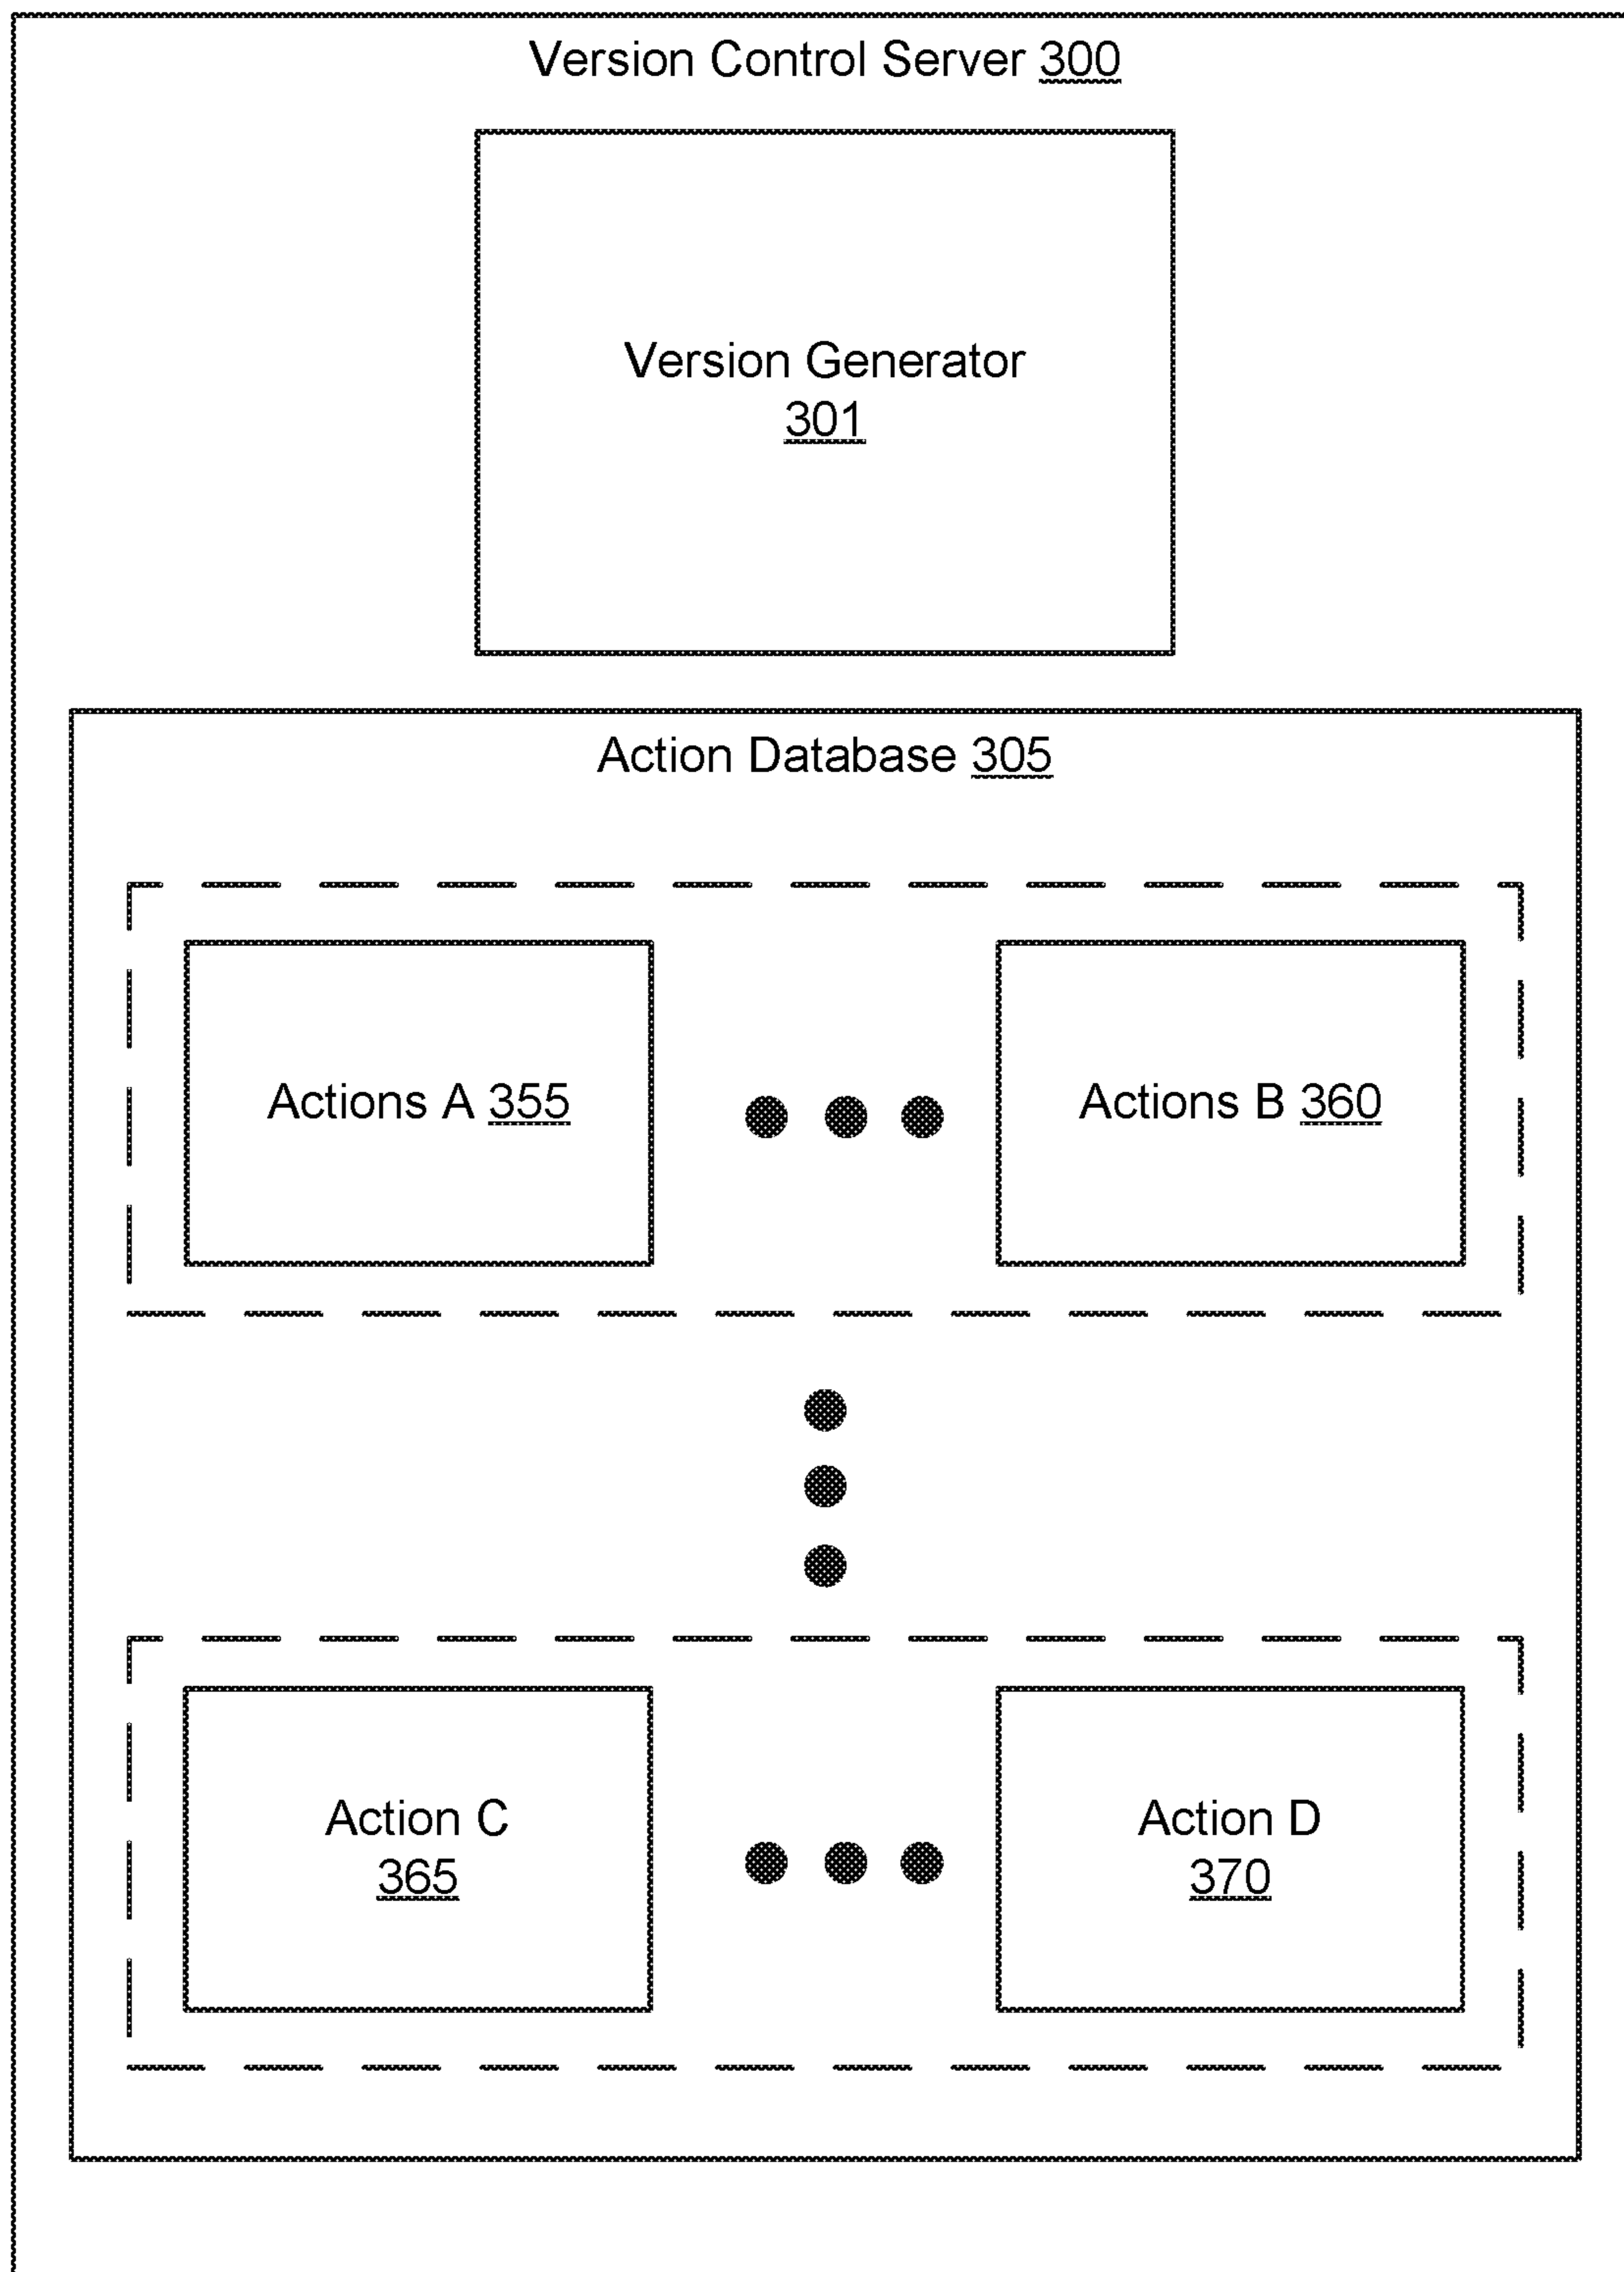 Version Control Server 300
Version Generator
301
Action Database 305
Actions A 355
Actions B 360
Action C
365
Action D
370